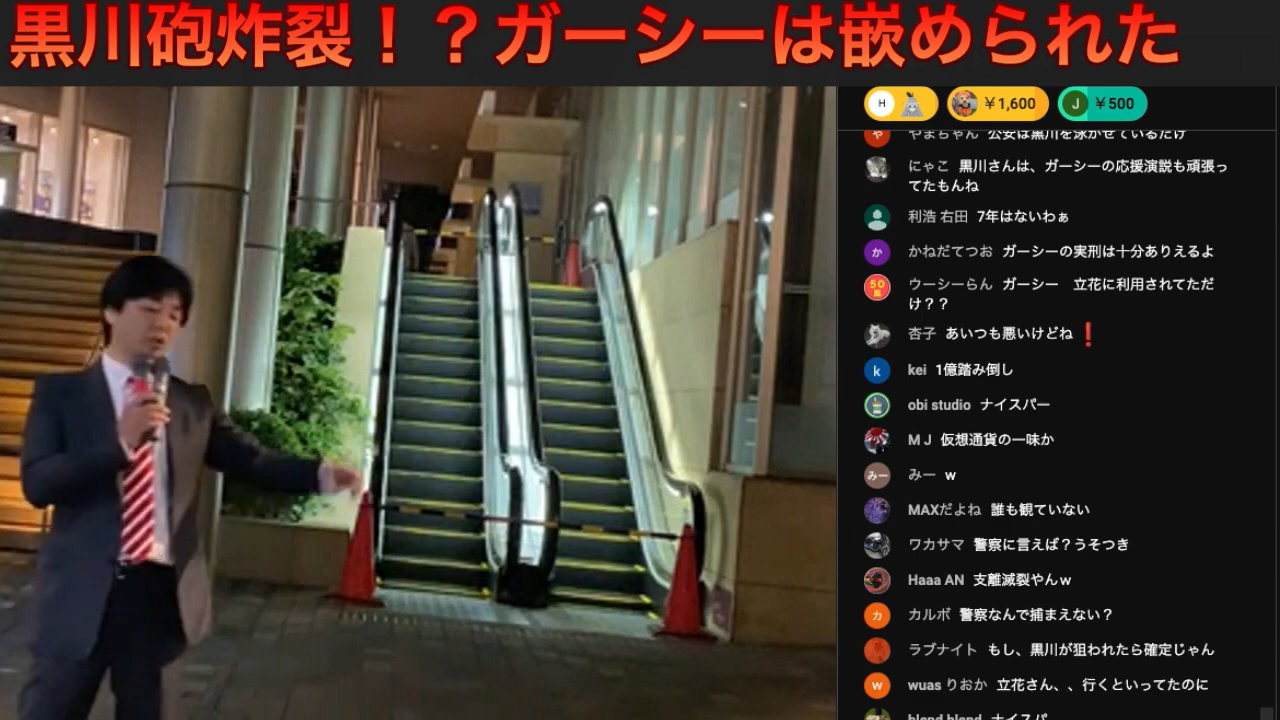 黒川砲炸裂！？ガーシーは嵌められた
H
￥1,600
J ￥500
や やまちゃん 公安は黒川を泳がせているだけ
にゃこ 黒川さんは、ガーシーの応援演説も頑張っ
てたもんね
利浩 右田 7年はないわぁ
か かねだてつお ガーシーの実刑は十分ありえるよ
50 ウーシーらん ガーシー 立花に利用されてただ
け？？
杏子 あいつも悪いけどね❗
k kei 1億踏み倒し
obi studio ナイスパー
M J 仮想通貨の一味か
みー みー w
MAXだよね 誰も観ていない
ワカサマ 警察に言えば？うそつき
Haaa AN 支離滅裂やんｗ
カ カルボ 警察なんで捕まえない？
ラブナイト もし、黒川が狙われたら確定じゃん
w wuas りおか 立花さん、、行くといってたのに
blend blend ナイスパ